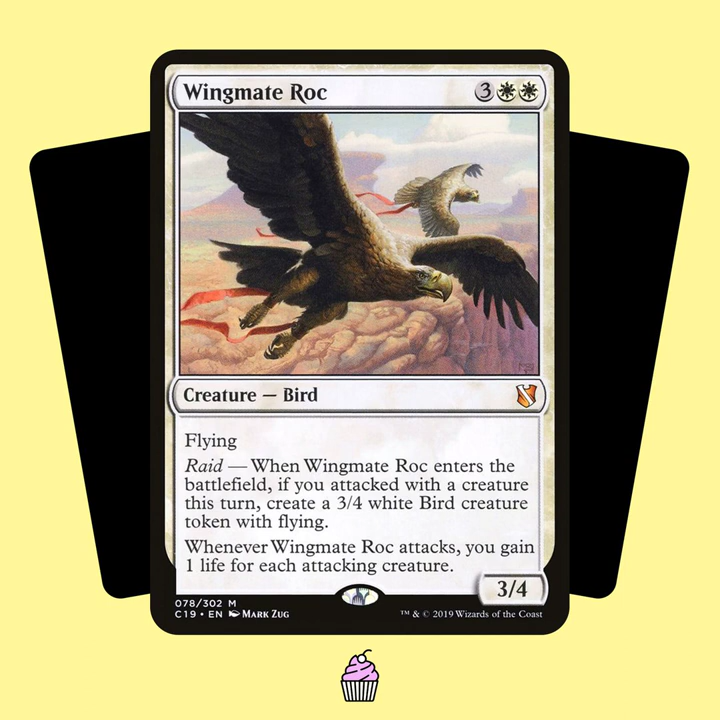 Wingmate Roc 3
Creature — Bird
Flying
Raid — When Wingmate Roc enters the
battlefield, if you attacked with a creature
this turn, create a 3/4 white Bird creature
token with flying.
Whenever Wingmate Roc attacks, you gain
1 life for each attacking creature.
3/4
078/302 M
C19 • EN Mark Zug
™ & © 2019 Wizards of the Coast